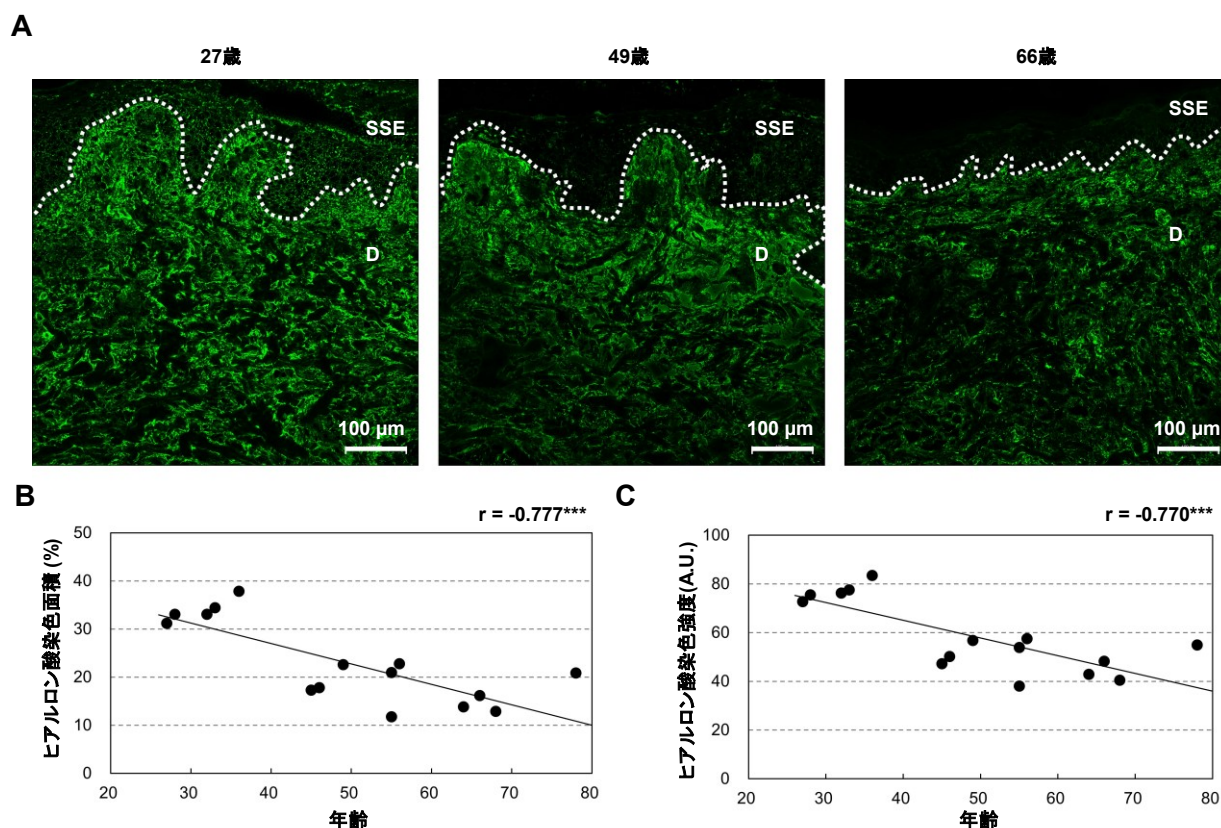 A
27歳
49歳
66歳
SSE
D
100 μm
SSE
D
100 μm
SSE
D
100 μm
B
r = -0.777***
ヒアルロン酸染色面積 (%)
50
40
30
20
10
0
20 30 40 50 60 70 80
年齢
C
r = -0.770***
ヒアルロン酸染色強度(A.U.)
100
80
60
40
20
0
20 30 40 50 60 70 80
年齢